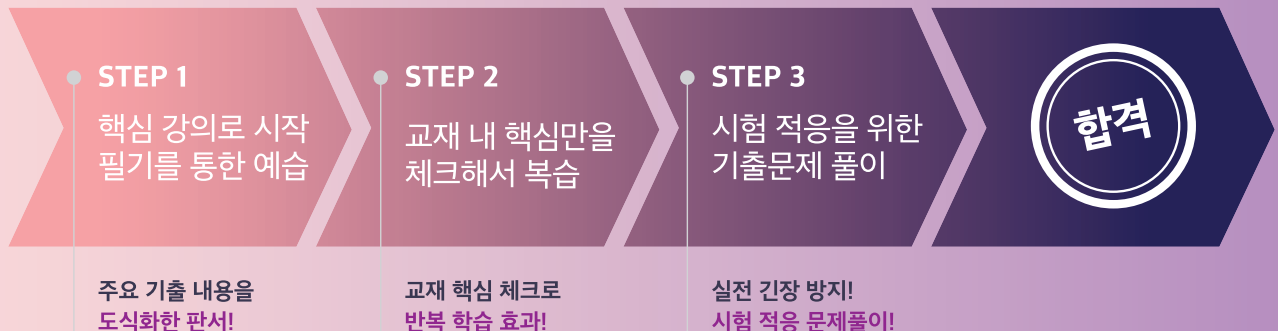 STEP 1
핵심 강의로 시작
필기를 통한 예습
주요 기출 내용을
도식화한 판서!
STEP 2
교재 내 핵심만을
체크해서 복습
교재 핵심 체크로
반복 학습 효과!
STEP 3
시험 적응을 위한
기출문제 풀이
실전 긴장 방지!
시험 적응 문제풀이!
합격